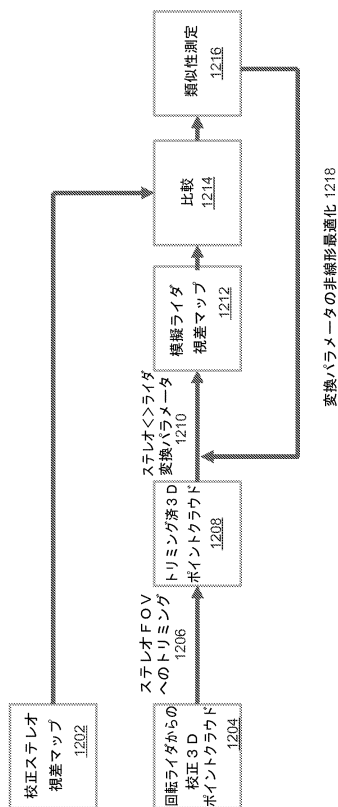 校正ステレオ
視差マップ
1202
回転ライダからの
校正３Ｄ
ポイントクラウド
1204
ステレオＦＯＶ
へのトリミング
1206
トリミング済３Ｄ
ポイントクラウド
1208
ステレオ<>ライダ
変換パラメータ
1210
模擬ライダ
視差マップ
1212
比較
1214
類似性測定
1216
変換パラメータの非線形最適化 1218